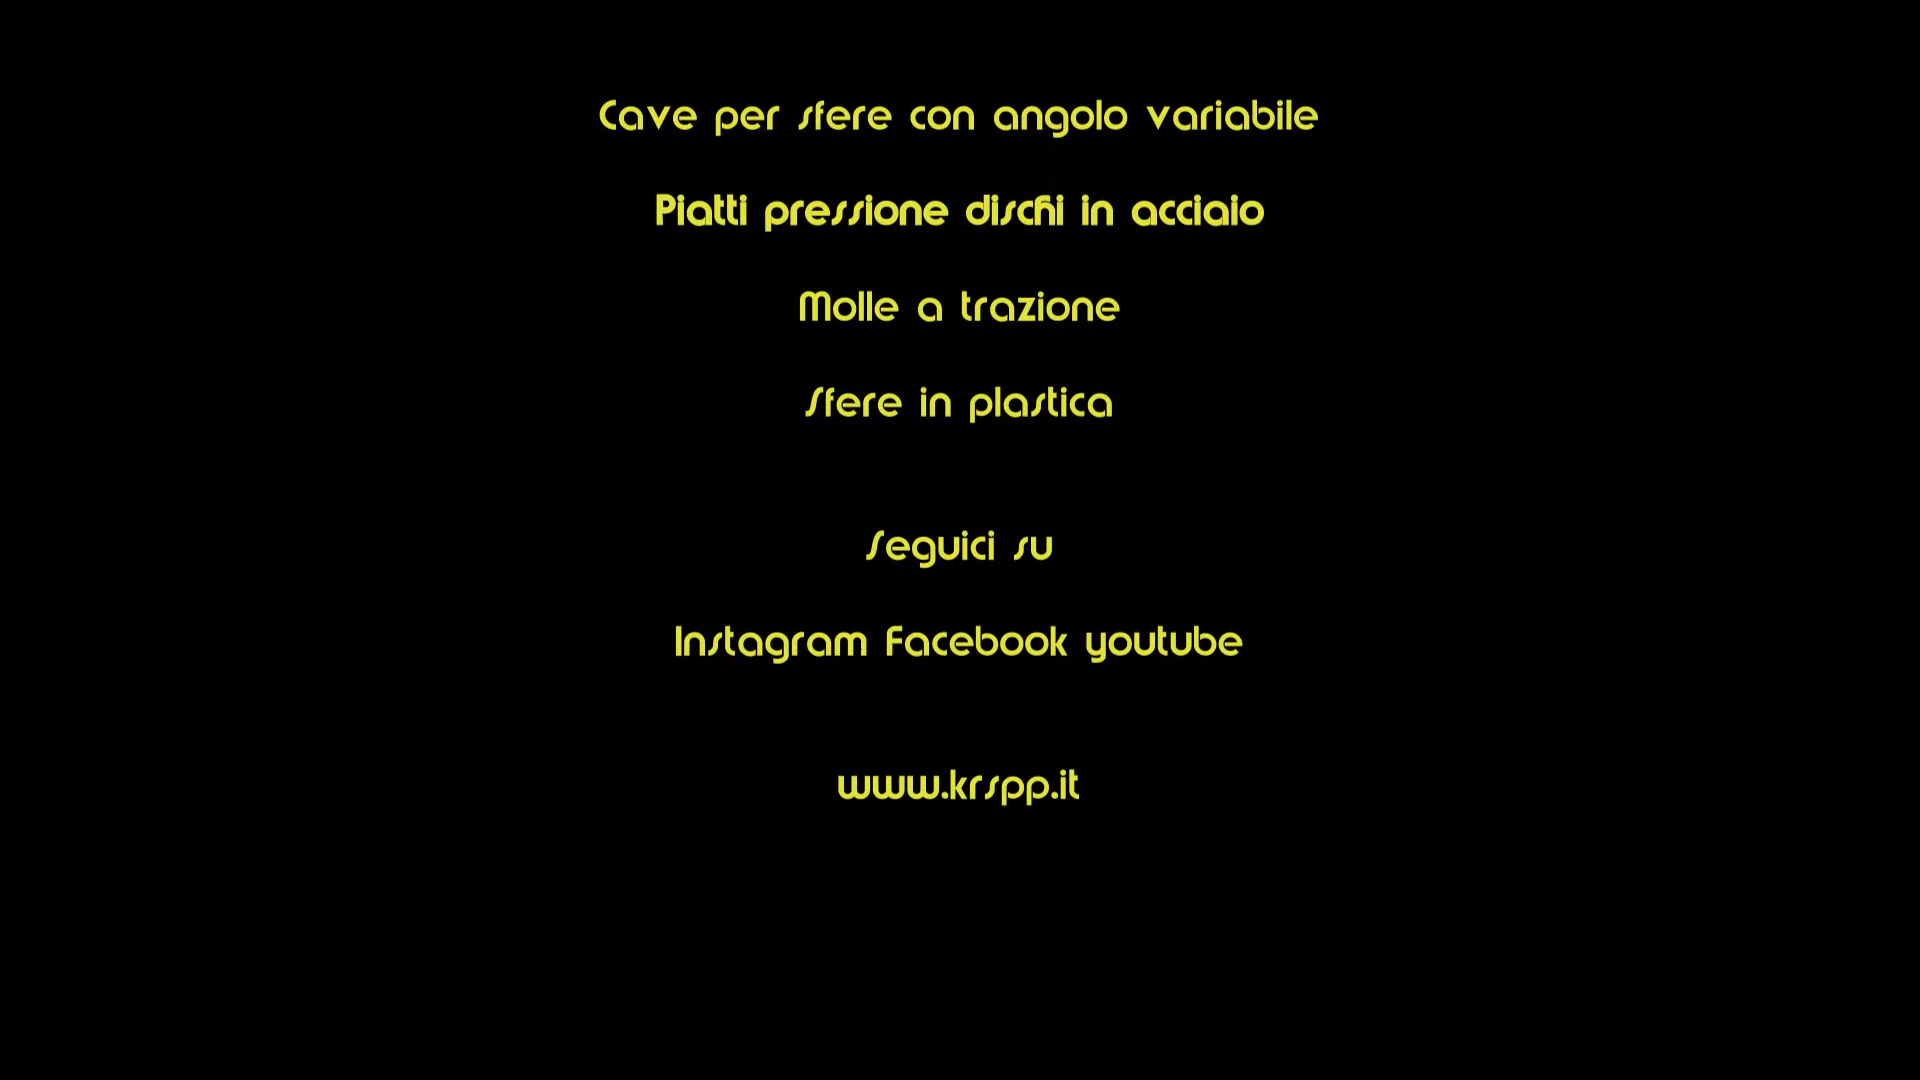 Cave per sfere con angolo variabile
Piatti pressione dischi in acciaio
Molle a trazione
Sfere in plastica
Seguici su
Instagram Facebook youtube
www.krspp.it